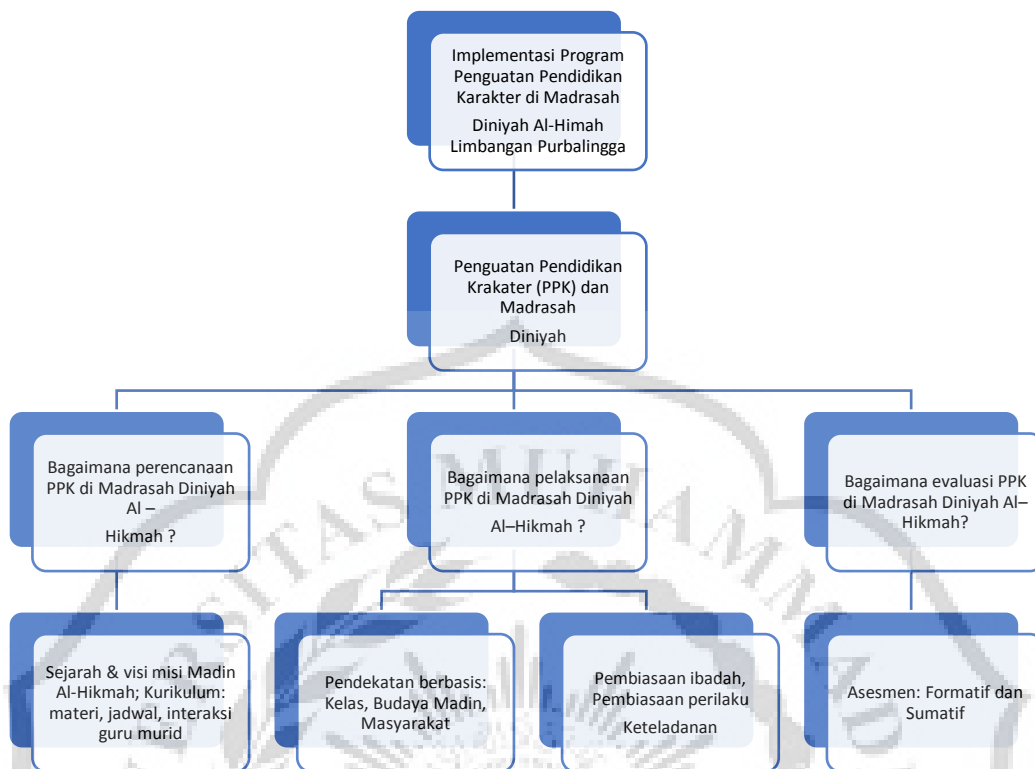 Implementasi Program
Penguatan Pendidikan
Karakter di Madrasah
Diniyah Al-Himah
Limbangan Purbalingga
Penguatan Pendidikan
Krakater (PPK) dan
Madrasah
Diniyah
Bagaimana perencanaan
PPK di Madrasah Diniyah
Al –
Hikmah ?
Bagaimana pelaksanaan
PPK di Madrasah Diniyah
Al–Hikmah ?
Bagaimana evaluasi PPK
di Madrasah Diniyah Al–
Hikmah?
Sejarah & visi misi Madin
Al-Hikmah; Kurikulum:
materi, jadwal, interaksi
guru murid
Pendekatan berbasis:
Kelas, Budaya Madin,
Masyarakat
Pembiasaan ibadah,
Pembiasaan perilaku
Keteladanan
Asesmen: Formatif dan
Sumatif